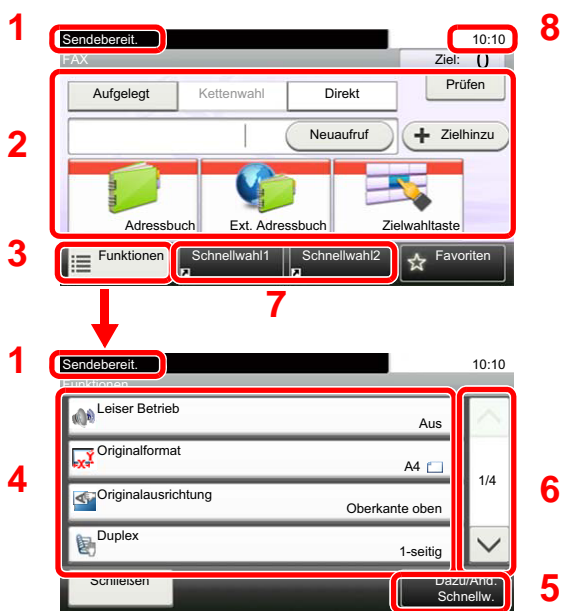 1
Sendebereit.
10:10
8
FAX
Ziel: 0
Aufgelegt
Kettenwahl
Direkt
Prüfen
2
Neuaufruf
+ Zielhinzu
Adressbuch
Ext. Adressbuch
Zielwahltaste
3
Funktionen
Schnellwahl1
Schnellwahl2
Favoriten
7
1
Sendebereit.
10:10
Funktionen
4
Leiser Betrieb
Aus
Originalformat
A4
Originalausrichtung
Oberkante oben
Duplex
1-seitig
1/4
6
Schließen
Dazu/Änd.
Schnellw.
5